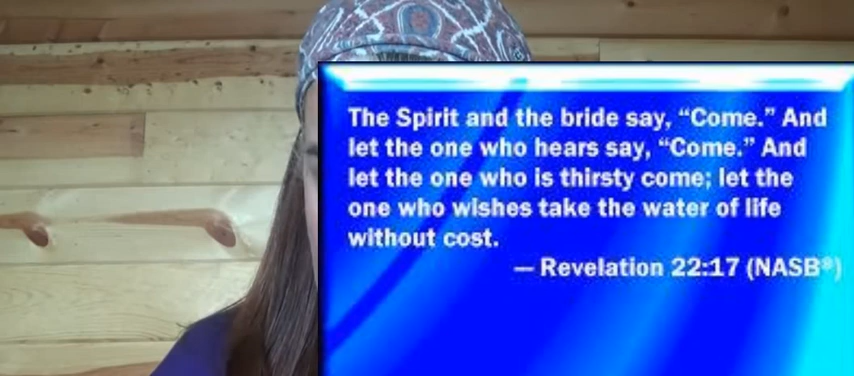 The Spirit and the bride say, “Come.” And
let the one who hears say, “Come.” And
let the one who is thirsty come; let the
one who wishes take the water of life
without cost.
— Revelation 22:17 (NASB®)